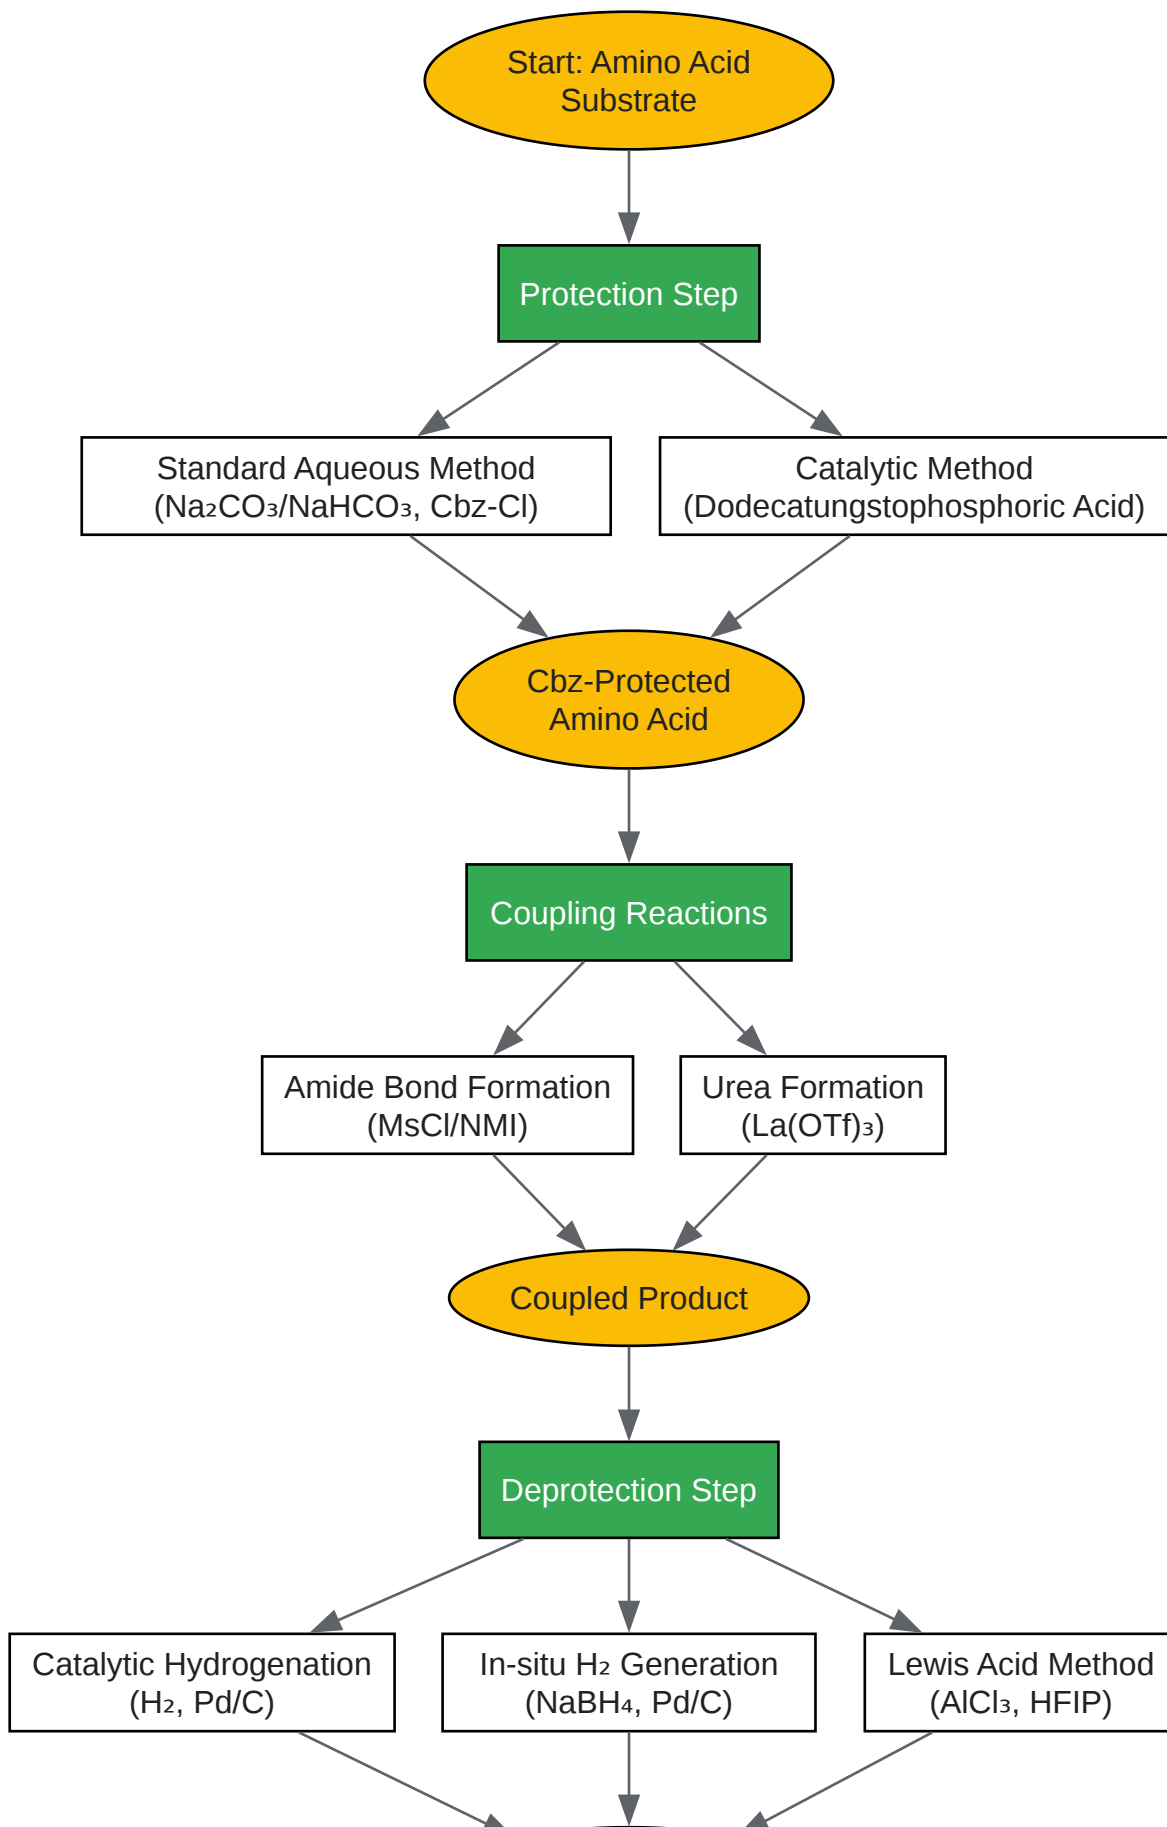 Start: Amino Acid
Substrate
Protection Step
Standard Aqueous Method
(Na₂CO₃/NaHCO₃, Cbz-Cl)
Catalytic Method
(Dodecatungstophosphoric Acid)
Cbz-Protected
Amino Acid
Coupling Reactions
Amide Bond Formation
(MsCl/NMI)
Urea Formation
(La(OTf)₃)
Coupled Product
Deprotection Step
Catalytic Hydrogenation
(H₂, Pd/C)
In-situ H₂ Generation
(NaBH₄, Pd/C)
Lewis Acid Method
(AlCl₃, HFIP)